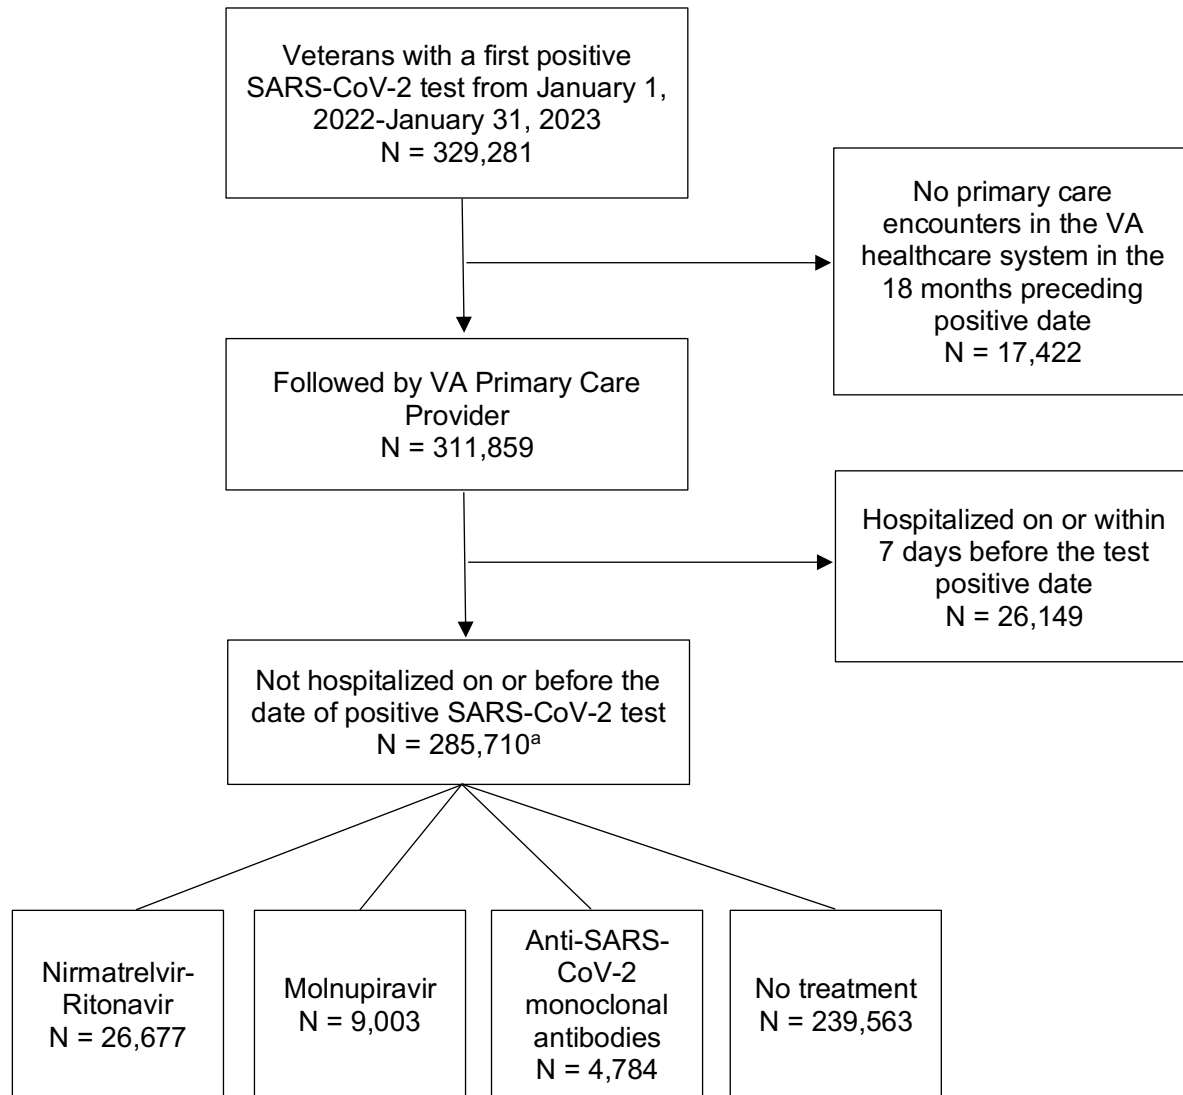 Veterans with a first positive
SARS-CoV-2 test from January 1,
2022-January 31, 2023
N = 329,281
No primary care
encounters in the VA
healthcare system in the
18 months preceding
positive date
N = 17,422
Followed by VA Primary Care
Provider
N = 311,859
Hospitalized on or within
7 days before the test
positive date
N = 26,149
Not hospitalized on or before the
date of positive SARS-CoV-2 test
N = 285,710ᵃ
Nirmatrelvir-
Ritonavir
N = 26,677
Molnupiravir
N = 9,003
Anti-SARS-
CoV-2
monoclonal
antibodies
N = 4,784
No treatment
N = 239,563